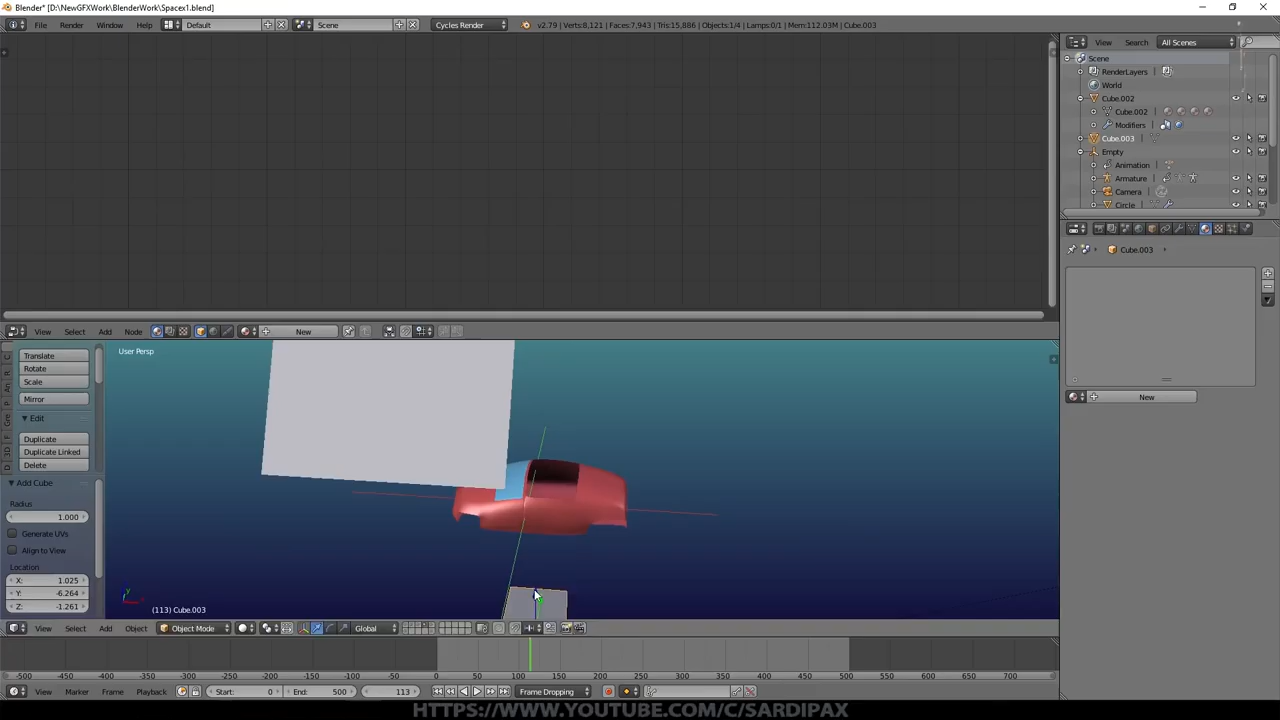 Blender* [D:\NewGFXWork\BlenderWork\Spacex1.blend]
File Render Window Help Default Scene Cycles Render v2.79 | Verts:8,121 | Faces:7,943 | Tris:15,886 | Objects:1/4 | Lamps:0/1 | Mem:112.03M | Cube.003
View Search All Scenes
Scene
RenderLayers
World
Cube.002
Cube.002
Modifiers
Cube.003
Empty
Animation
Armature
Camera
Circle
Cube.003
New
View Select Add Node New
User Persp
Translate
Rotate
Scale
Mirror
Edit
Duplicate
Duplicate Linked
Delete
Add Cube
Radius
1.000
Generate UVs
Align to View
Location
X: 1.025
Y: -6.264
Z: -1.261
(113) Cube.003
View Select Add Object Object Mode Global
-500 -450 -400 -350 -300 -250 -200 -150 -100 -50 0 50 100 150 200 250 300 350 400 450 500 550 600 650 700
View Marker Frame Playback Start: 0 End: 500 113 Frame Dropping
HTTPS://WWW.YOUTUBE.COM/C/SARDIPAX